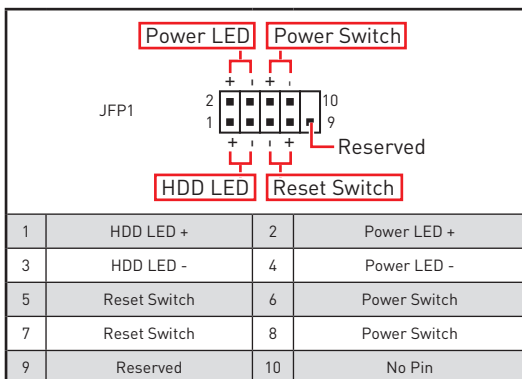 Power LED Power Switch
+ - + -
JFP1
2 10
1 9
+ - - +
Reserved
HDD LED Reset Switch
1 HDD LED + 2 Power LED +
3 HDD LED - 4 Power LED -
5 Reset Switch 6 Power Switch
7 Reset Switch 8 Power Switch
9 Reserved 10 No Pin